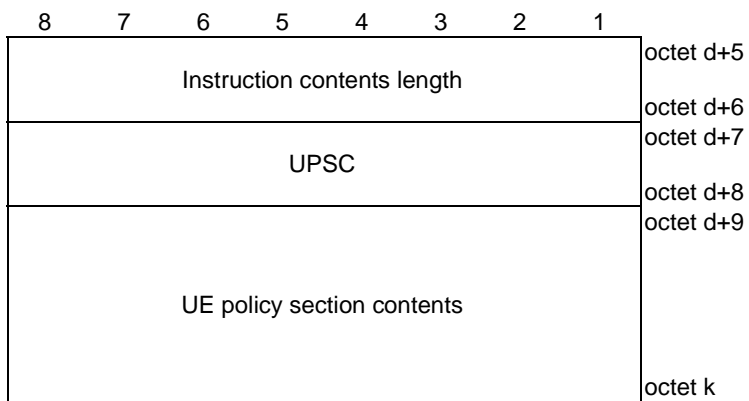 8 7 6 5 4 3 2 1
octet d+5
Instruction contents length
octet d+6
octet d+7
UPSC
octet d+8
octet d+9
UE policy section contents
octet k